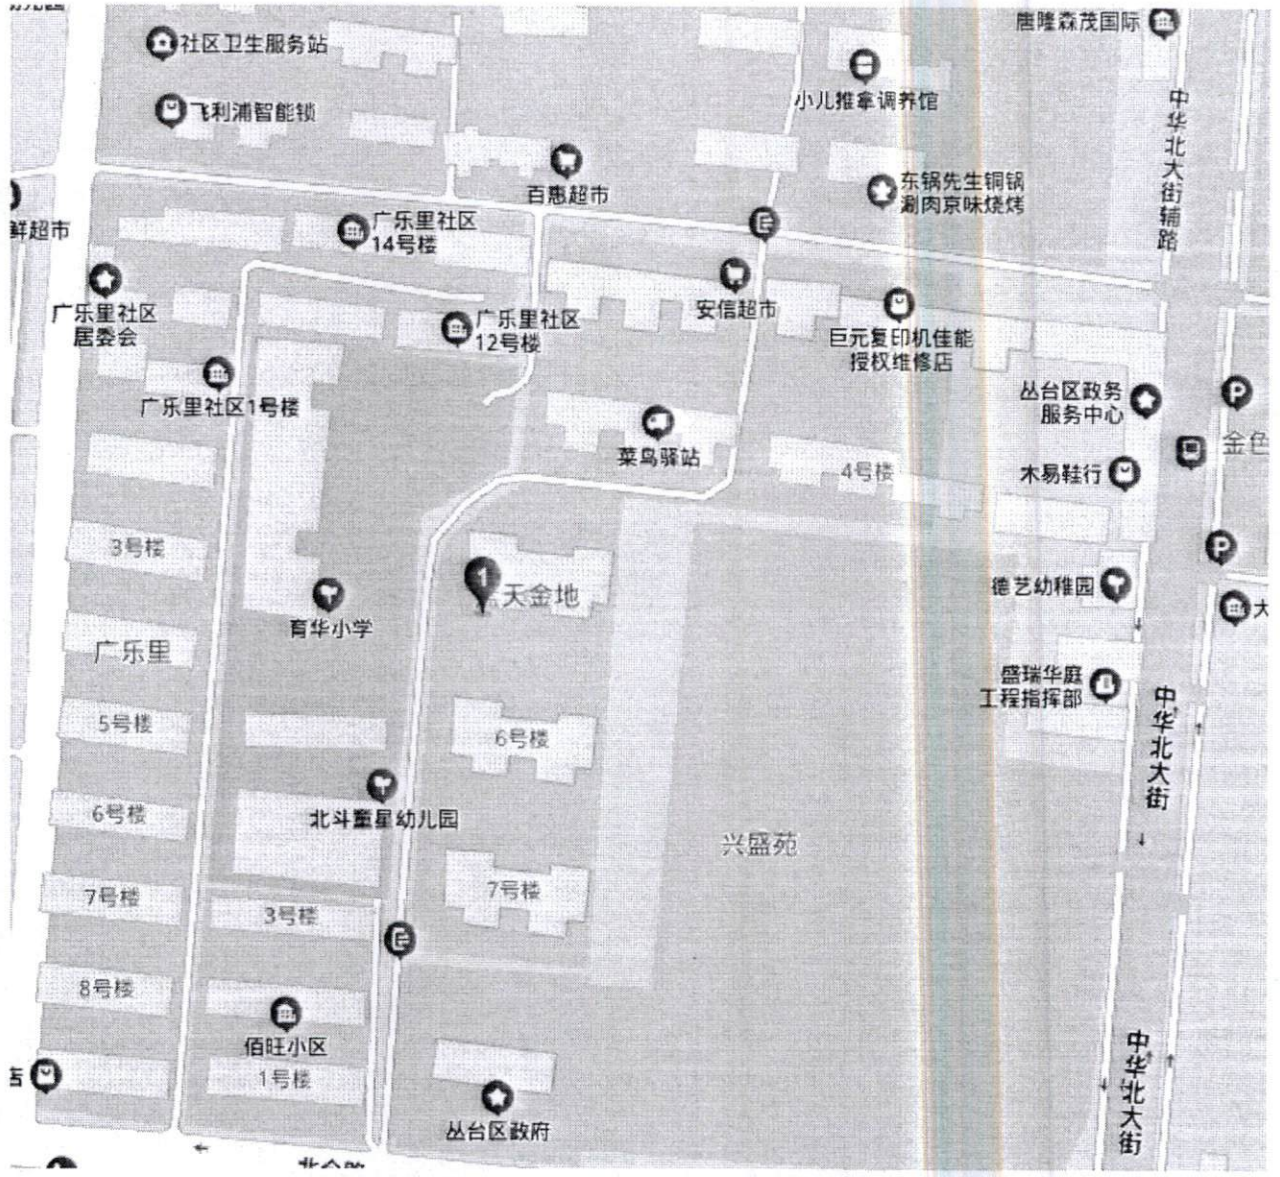 社区卫生服务站
唐隆森茂国际
飞利浦智能锁
小儿推拿调养馆
中华北大街辅路
百惠超市
东锅先生铜锅
涮肉京味烧烤
鲜超市
广乐里社区
14号楼
广乐里社区
居委会
安信超市
广乐里社区
12号楼
巨元复印机佳能
授权维修店
广乐里社区1号楼
丛台区政务
服务中心
菜鸟驿站
4号楼
木易鞋行
金色
P
P
3号楼
1
天金地
德艺幼稚园
大
育华小学
广乐里
盛瑞华庭
工程指挥部
5号楼
6号楼
中华北大街
6号楼
北斗童星幼儿园
兴盛苑
7号楼
7号楼
3号楼
8号楼
佰旺小区
店
1号楼
中华北大街
丛台区政府